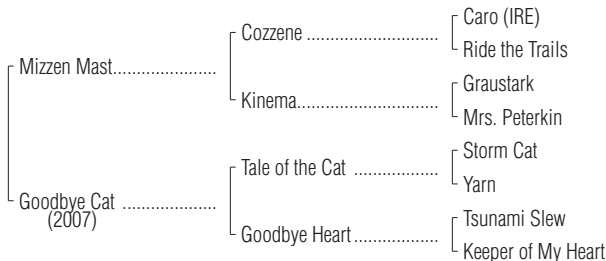 Caro (IRE)
Cozzene ..............................
Ride the Trails
Mizzen Mast.......................
Graustark
Kinema................................
Mrs. Peterkin
Storm Cat
Tale of the Cat ...................
Yarn
Goodbye Cat .....................
(2007)
Tsunami Slew
Goodbye Heart...................
Keeper of My Heart